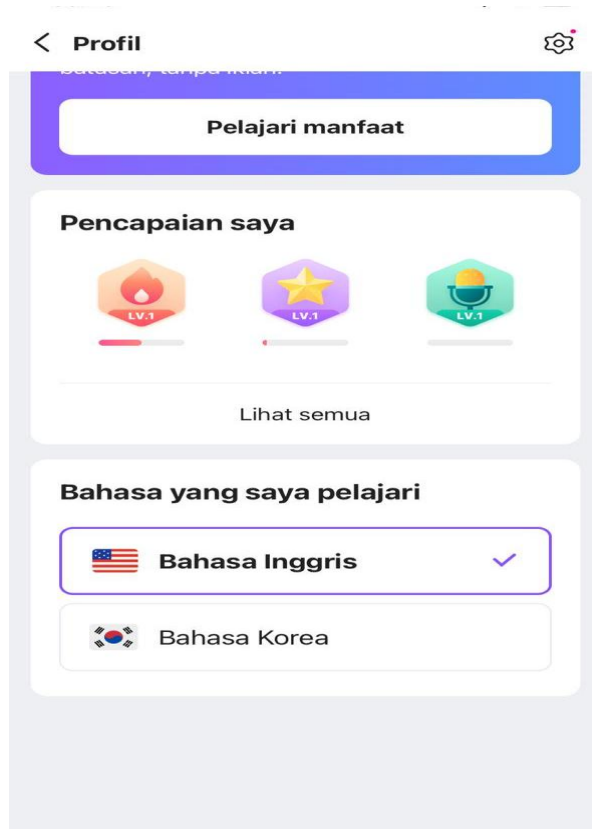 Profil
Pelajari manfaat
Pencapaian saya
LV.1 LV.1 LV.1
Lihat semua
Bahasa yang saya pelajari
Bahasa Inggris
Bahasa Korea